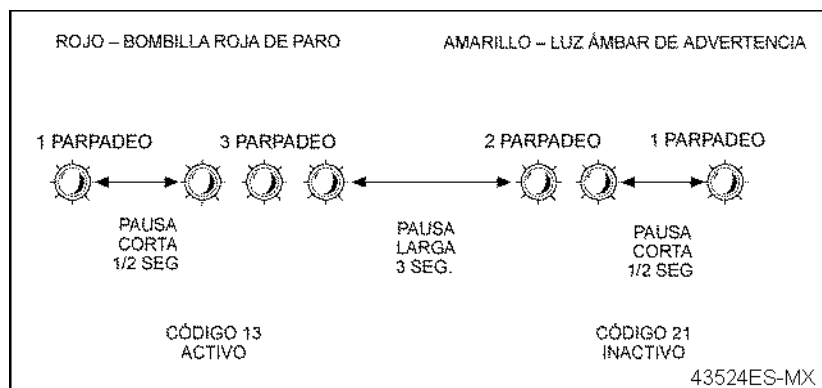 ROJO – BOMBILLA ROJA DE PARO
AMARILLO – LUZ ÁMBAR DE ADVERTENCIA
1 PARPADEO
3 PARPADEO
2 PARPADEO
1 PARPADEO
PAUSA
CORTA
1/2 SEG
PAUSA
LARGA
3 SEG.
PAUSA
CORTA
1/2 SEG
CÓDIGO 13
ACTIVO
CÓDIGO 21
INACTIVO
43524ES-MX